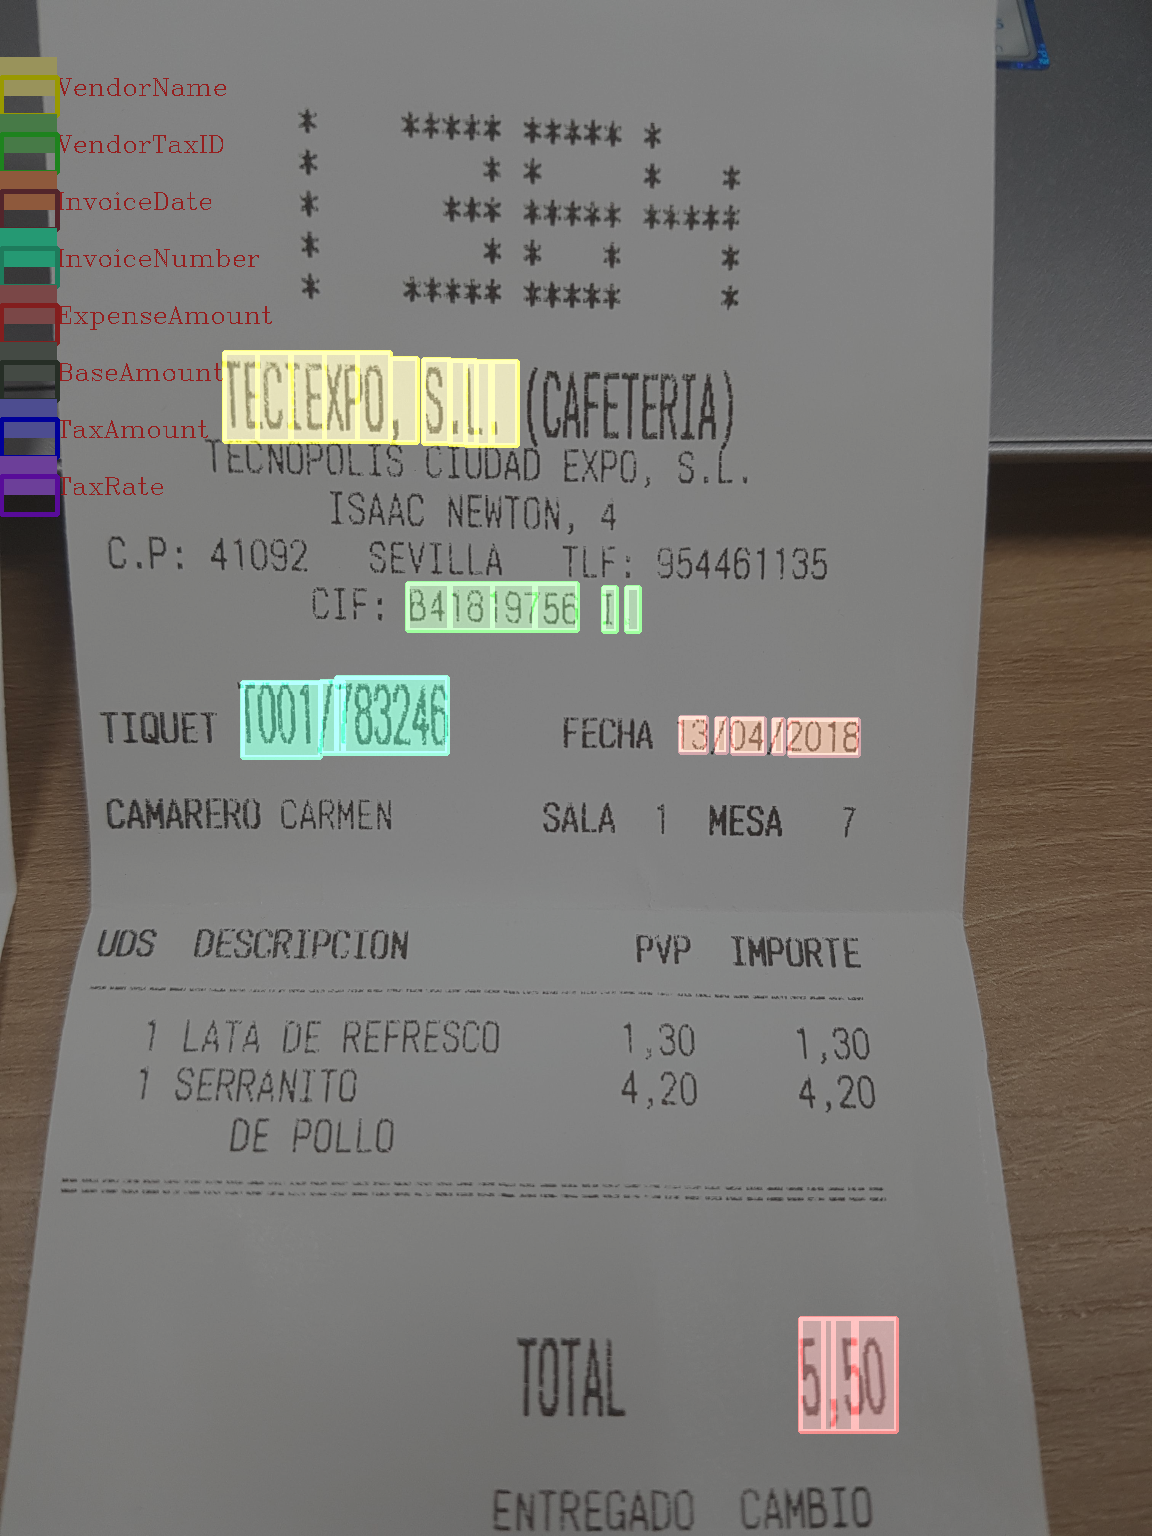 VendorName
VendorTaxID
InvoiceDate
InvoiceNumber
ExpenseAmount
BaseAmount
TaxAmount
TaxRate
* ***** ***** *
* * * * *
* *** ***** *****
* * * * *
* ***** ***** *
TECIEXPO, S.L. (CAFETERIA)
TECNOPOLIS CIUDAD EXPO, S.L.
ISAAC NEWTON, 4
C.P: 41092 SEVILLA TLF: 954461135
CIF: B41819756 I.
TIQUET T001/783246 FECHA 13/04/2018
CAMARERO CARMEN SALA 1 MESA 7
UDS DESCRIPCION PVP IMPORTE
1 LATA DE REFRESCO 1,30 1,30
1 SERRANITO 4,20 4,20
DE POLLO
TOTAL 5,50
ENTREGADO CAMBIO